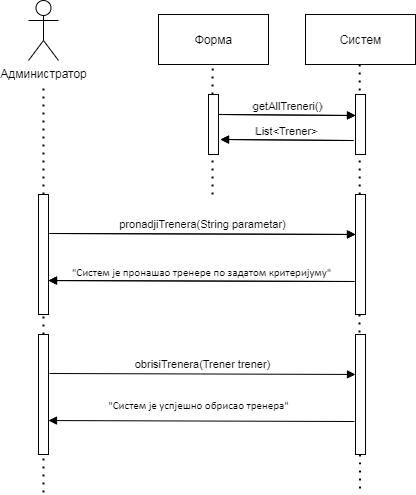 Форма
Систем
Администратор
getAllTreneri()
List<Trener>
pronadjiTrenera(String parametar)
"Систем је пронашао тренере по задатом критеријуму"
obrisiTrenera(Trener trener)
"Систем је успјешно обрисао тренера"